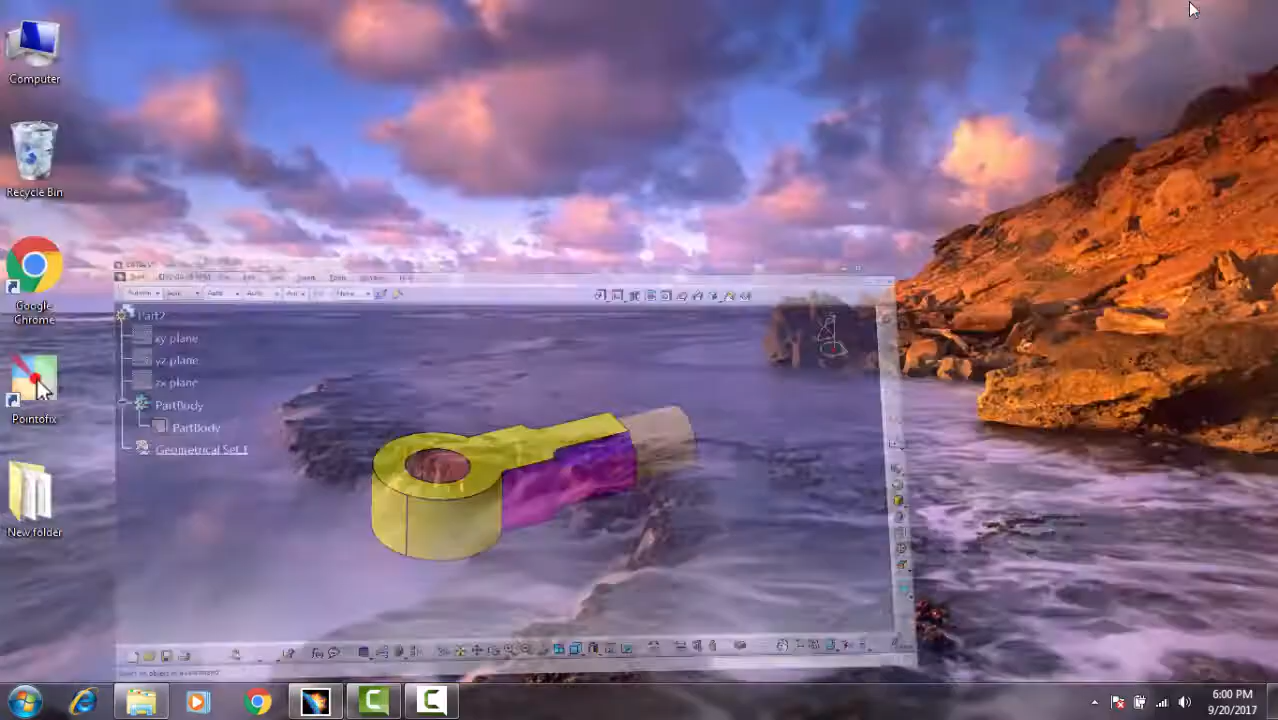 Computer
Recycle Bin
Google
Chrome
Pointofix
New folder
Part2
xy plane
yz plane
zx plane
PartBody
PartBody
Geometrical Set.1
6:00 PM
9/20/2017